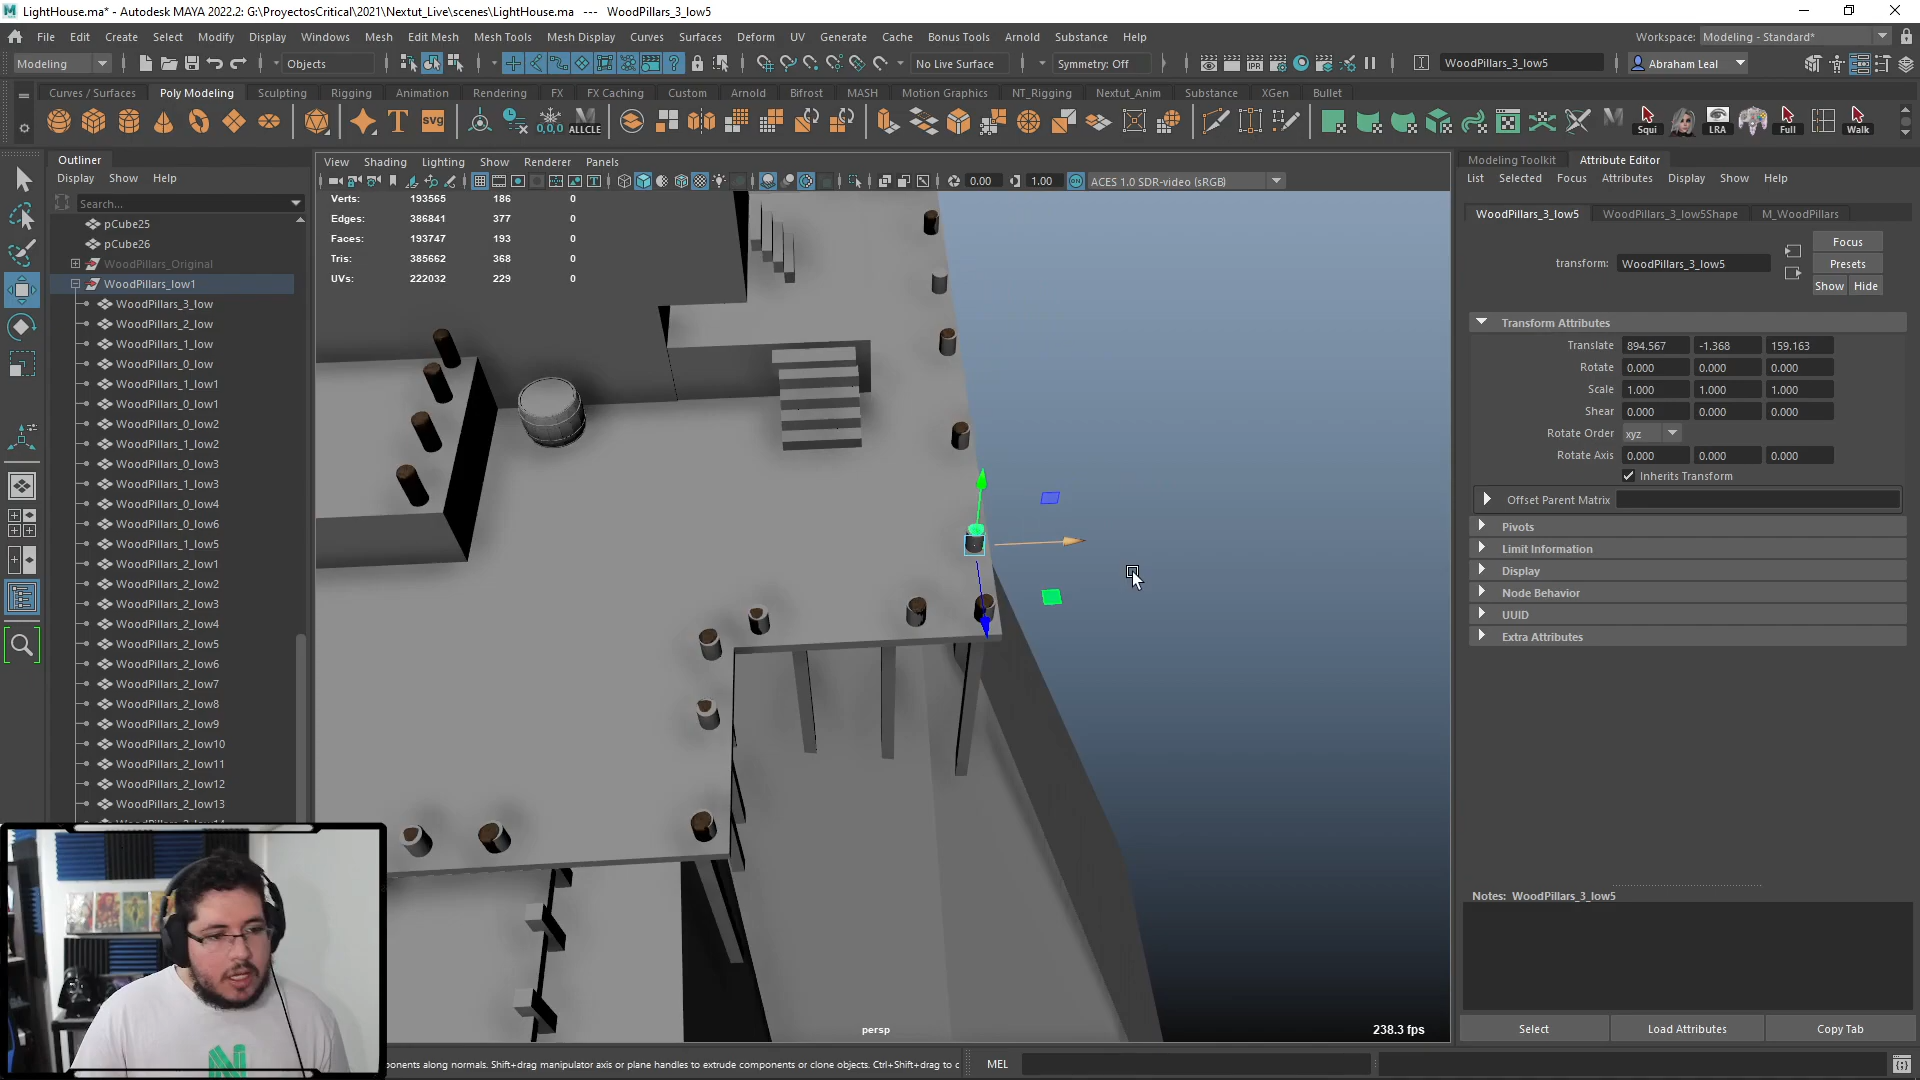 LightHouse.ma* - Autodesk MAYA 2022.2: G:\ProyectosCritical\2021\Nextut_Live\scenes\LightHouse.ma --- WoodPillars_3_low5
File Edit Create Select Modify Display Windows Mesh Edit Mesh Mesh Tools Mesh Display Curves Surfaces Deform UV Generate Cache Bonus Tools Arnold Substance Help
Workspace: Modeling - Standard*
Modeling Objects No Live Surface Symmetry: Off WoodPillars_3_low5 Abraham Leal
Curves / Surfaces Poly Modeling Sculpting Rigging Animation Rendering FX FX Caching Custom Arnold Bifrost MASH Motion Graphics NT_Rigging Nextut_Anim Substance XGen Bullet
T svg 0,0,0 ALLCLE Squi LRA Full Walk
Outliner
Display Show Help
Search...
pCube25
pCube26
WoodPillars_Original
WoodPillars_low1
WoodPillars_3_low
WoodPillars_2_low
WoodPillars_1_low
WoodPillars_0_low
WoodPillars_1_low1
WoodPillars_0_low1
WoodPillars_0_low2
WoodPillars_1_low2
WoodPillars_0_low3
WoodPillars_1_low3
WoodPillars_0_low4
WoodPillars_0_low6
WoodPillars_1_low5
WoodPillars_2_low1
WoodPillars_2_low2
WoodPillars_2_low3
WoodPillars_2_low4
WoodPillars_2_low5
WoodPillars_2_low6
WoodPillars_2_low7
WoodPillars_2_low8
WoodPillars_2_low9
WoodPillars_2_low10
WoodPillars_2_low11
WoodPillars_2_low12
WoodPillars_2_low13
View Shading Lighting Show Renderer Panels
0.00 1.00 ACES 1.0 SDR-video (sRGB)
Verts: 193565 186 0
Edges: 386841 377 0
Faces: 193747 193 0
Tris: 385662 368 0
UVs: 222032 229 0
persp
238.3 fps
Modeling Toolkit Attribute Editor
List Selected Focus Attributes Display Show Help
WoodPillars_3_low5 WoodPillars_3_low5Shape M_WoodPillars
Focus
transform: WoodPillars_3_low5
Presets
Show Hide
Transform Attributes
Translate 894.567 -1.368 159.163
Rotate 0.000 0.000 0.000
Scale 1.000 1.000 1.000
Shear 0.000 0.000 0.000
Rotate Order xyz
Rotate Axis 0.000 0.000 0.000
Inherits Transform
Offset Parent Matrix
Pivots
Limit Information
Display
Node Behavior
UUID
Extra Attributes
Notes: WoodPillars_3_low5
Select Load Attributes Copy Tab
onents along normals. Shift+drag manipulator axis or plane handles to extrude components or clone objects. Ctrl+Shift+drag to c
MEL